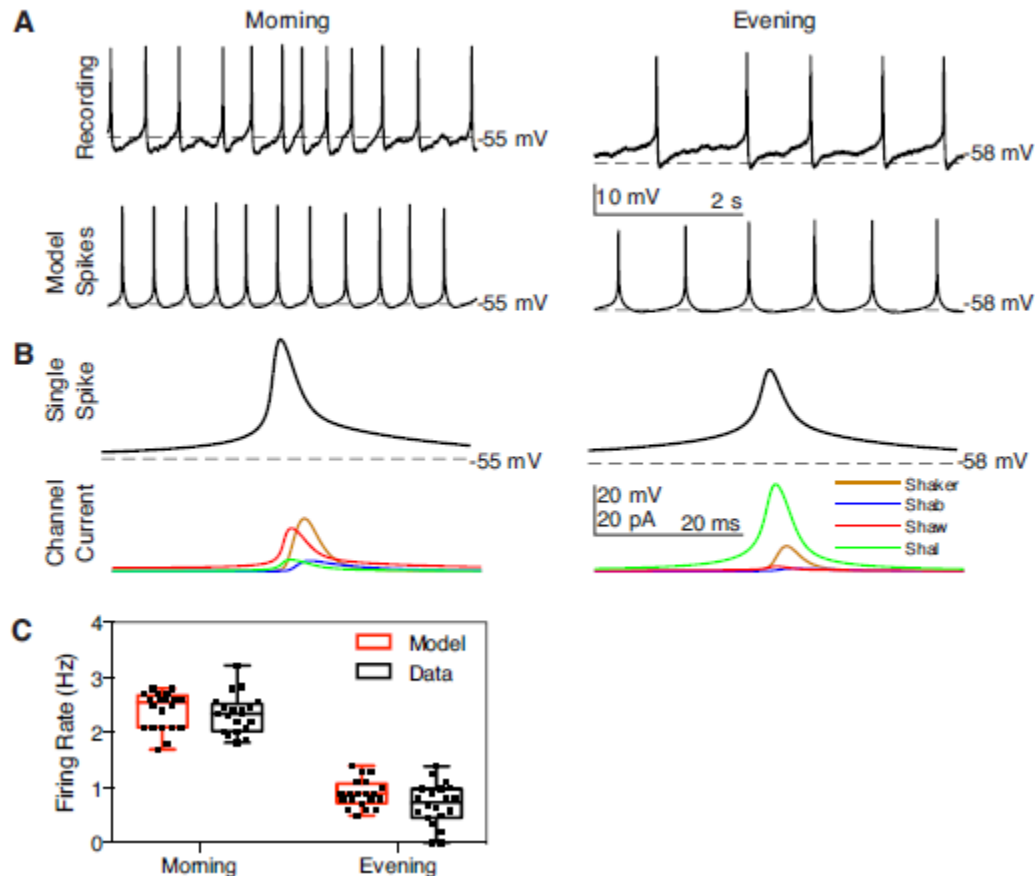 A
Morning
Evening
Recording
-55 mV
-58 mV
10 mV
2 s
Model
Spikes
-55 mV
-58 mV
B
Single
Spike
-55 mV
-58 mV
Channel
Current
20 mV
20 pA
20 ms
Shaker
Shab
Shaw
Shal
C
Firing Rate (Hz)
4
3
2
1
0
Model
Data
Morning
Evening